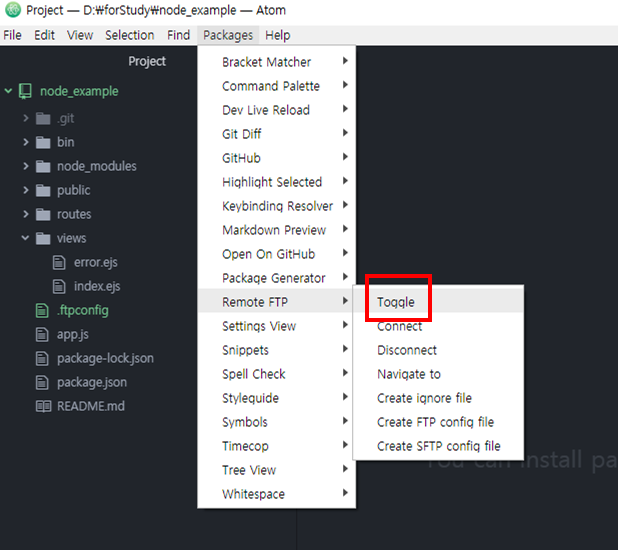 Project — D:₩forStudy₩node_example — Atom
File Edit View Selection Find Packages Help
Project
node_example
.git
bin
node_modules
public
routes
views
error.ejs
index.ejs
.ftpconfig
app.js
package-lock.json
package.json
README.md
Bracket Matcher
Command Palette
Dev Live Reload
Git Diff
GitHub
Highlight Selected
Keybinding Resolver
Markdown Preview
Open On GitHub
Package Generator
Remote FTP
Settings View
Snippets
Spell Check
Styleguide
Symbols
Timecop
Tree View
Whitespace
Toggle
Connect
Disconnect
Navigate to
Create ignore file
Create FTP config file
Create SFTP config file
You can install pa